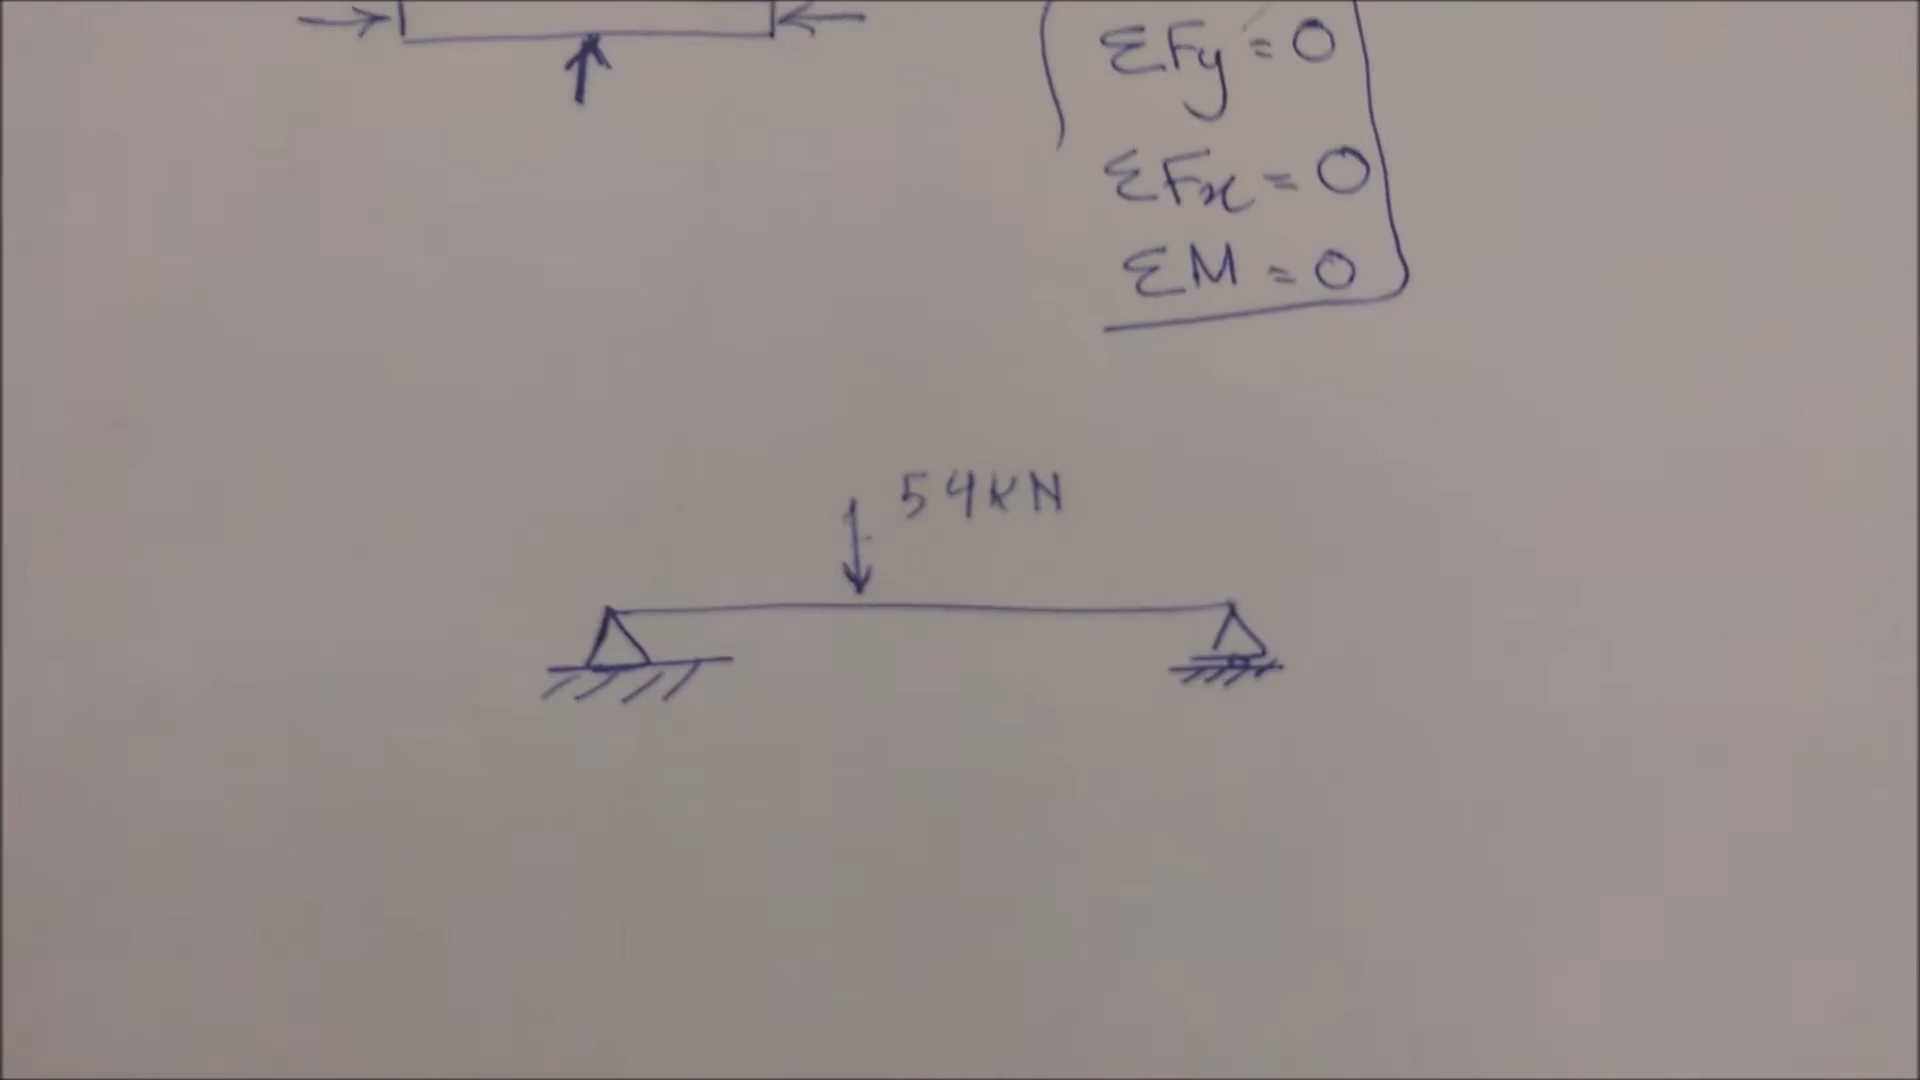 ΣFy = 0
ΣFx = 0
ΣM = 0
54KN